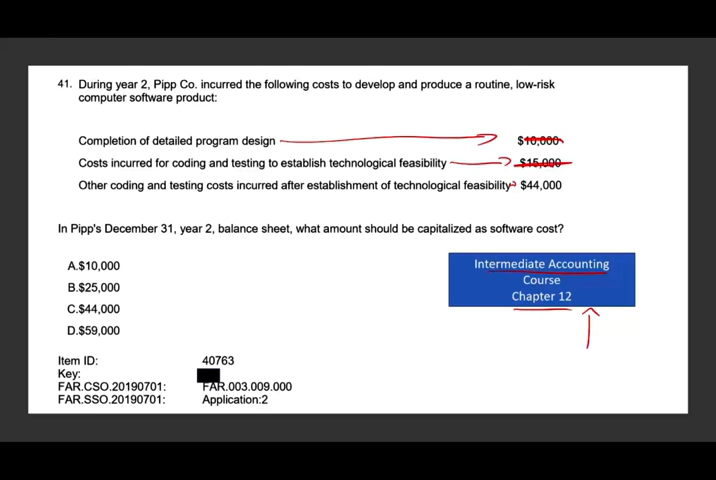 41. During year 2, Pipp Co. incurred the following costs to develop and produce a routine, low-risk
computer software product:
Completion of detailed program design $10,000
Costs incurred for coding and testing to establish technological feasibility $15,000
Other coding and testing costs incurred after establishment of technological feasibility $44,000
In Pipp's December 31, year 2, balance sheet, what amount should be capitalized as software cost?
A.$10,000
B.$25,000
C.$44,000
D.$59,000
Intermediate Accounting
Course
Chapter 12
Item ID: 40763
Key:
FAR.CSO.20190701: FAR.003.009.000
FAR.SSO.20190701: Application:2